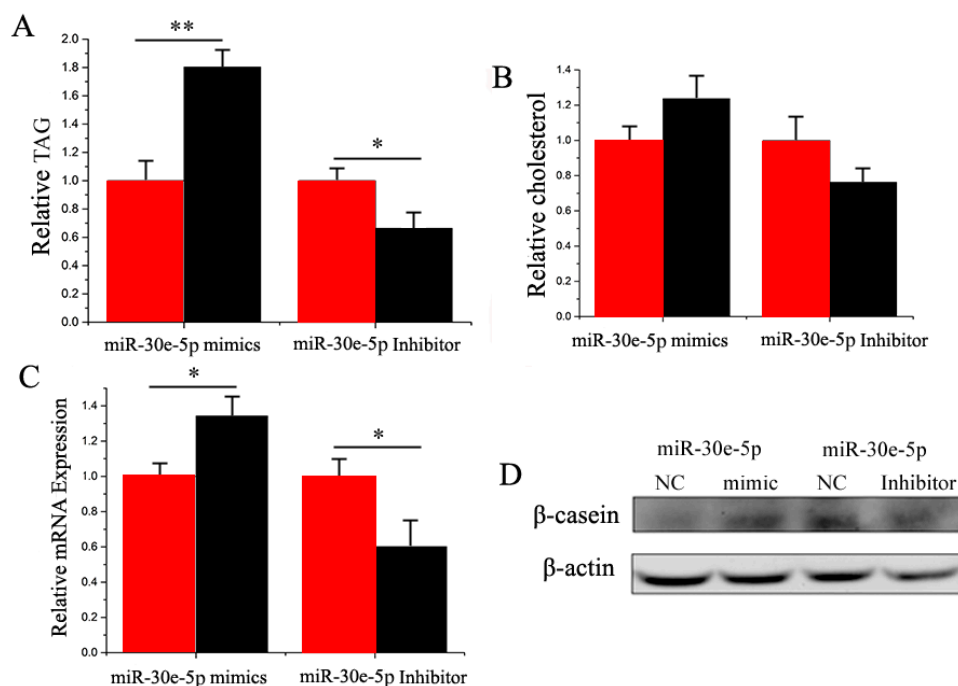 A
Relative TAG
2.0
1.8
1.6
1.4
1.2
1.0
0.8
0.6
0.4
0.2
0.0
**
*
miR-30e-5p mimics
miR-30e-5p Inhibitor
B
Relative cholesterol
1.4
1.2
1.0
0.8
0.6
0.4
0.2
0.0
miR-30e-5p mimics
miR-30e-5p Inhibitor
C
Relative mRNA Expression
1.4
1.2
1.0
0.8
0.6
0.4
0.2
0.0
*
*
miR-30e-5p mimics
miR-30e-5p Inhibitor
D
miR-30e-5p miR-30e-5p
NC mimic NC Inhibitor
β-casein
β-actin